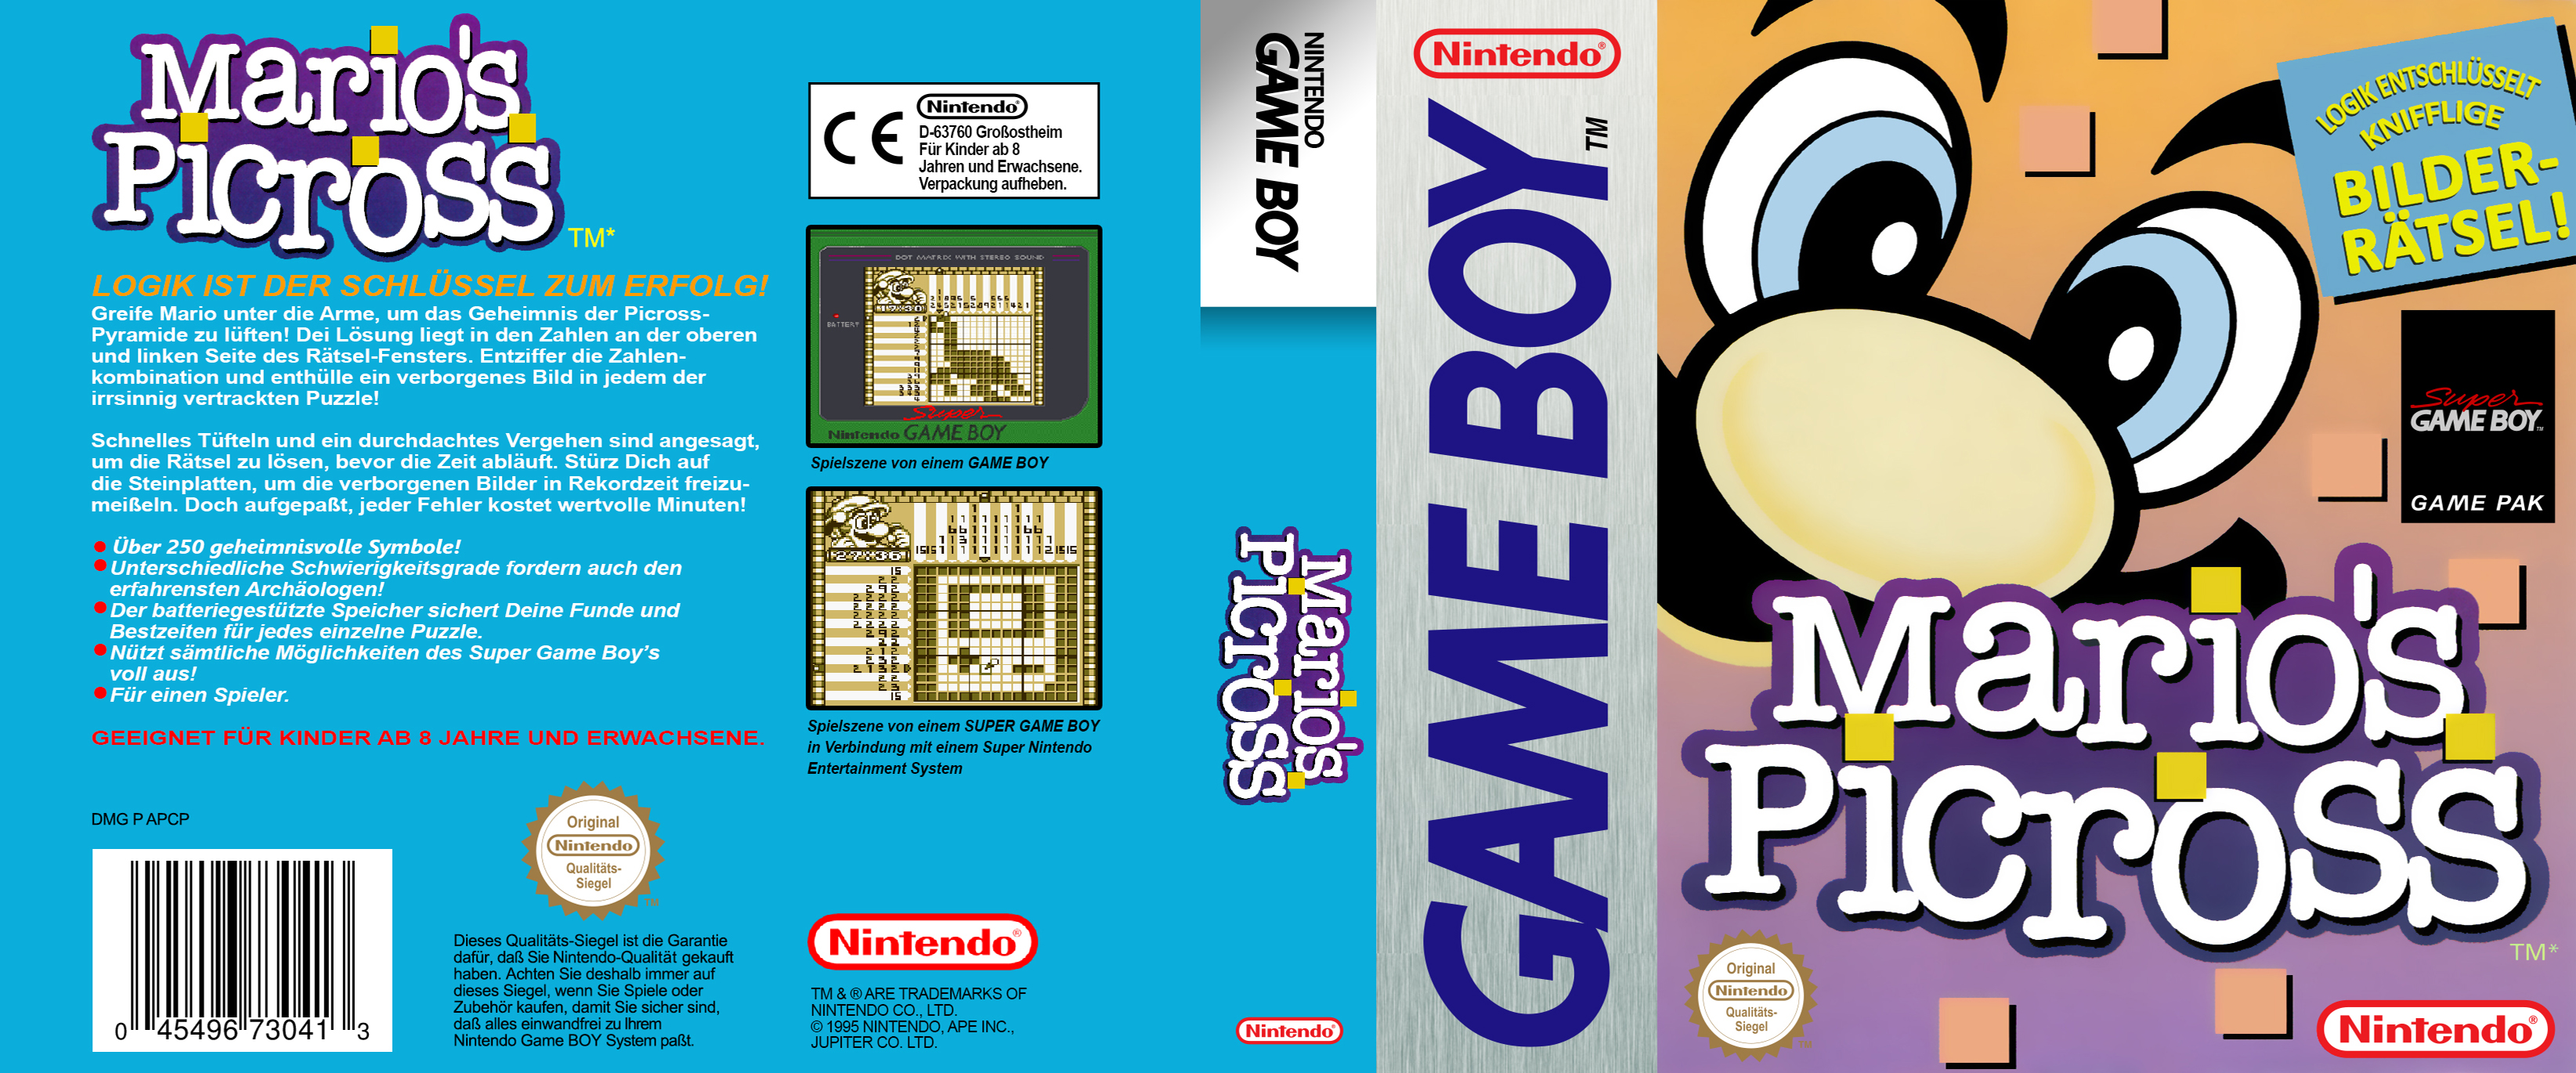 Mario's
Picross
TM*
LOGIK IST DER SCHLÜSSEL ZUM ERFOLG!
Greife Mario unter die Arme, um das Geheimnis der Picross-
Pyramide zu lüften! Dei Lösung liegt in den Zahlen an der oberen
und linken Seite des Rätsel-Fensters. Entziffer die Zahlen-
kombination und enthülle ein verborgenes Bild in jedem der
irrsinnig vertrackten Puzzle!
Schnelles Tüfteln und ein durchdachtes Vergehen sind angesagt,
um die Rätsel zu lösen, bevor die Zeit abläuft. Stürz Dich auf
die Steinplatten, um die verborgenen Bilder in Rekordzeit freizu-
meißeln. Doch aufgepaßt, jeder Fehler kostet wertvolle Minuten!
● Über 250 geheimnisvolle Symbole!
● Unterschiedliche Schwierigkeitsgrade fordern auch den
erfahrensten Archäologen!
● Der batteriegestützte Speicher sichert Deine Funde und
Bestzeiten für jedes einzelne Puzzle.
● Nützt sämtliche Möglichkeiten des Super Game Boy's
voll aus!
● Für einen Spieler.
GEEIGNET FÜR KINDER AB 8 JAHRE UND ERWACHSENE.
DMG P APCP
0 45496 73041 3
Original
Nintendo
Qualitäts-
Siegel
TM
Dieses Qualitäts-Siegel ist die Garantie
dafür, daß Sie Nintendo-Qualität gekauft
haben. Achten Sie deshalb immer auf
dieses Siegel, wenn Sie Spiele oder
Zubehör kaufen, damit Sie sicher sind,
daß alles einwandfrei zu Ihrem
Nintendo Game BOY System paßt.
CE
Nintendo®
D-63760 Großostheim
Für Kinder ab 8
Jahren und Erwachsene.
Verpackung aufheben.
DOT MATRIX WITH STEREO SOUND
BATTERY
Super
Nintendo GAME BOY
Spielszene von einem GAME BOY
Spielszene von einem SUPER GAME BOY
in Verbindung mit einem Super Nintendo
Entertainment System
Nintendo®
TM & ® ARE TRADEMARKS OF
NINTENDO CO., LTD.
© 1995 NINTENDO, APE INC.,
JUPITER CO. LTD.
NINTENDO
GAME BOY
Mario's
Picross
Nintendo®
Nintendo®
GAME BOY™
LOGIK ENTSCHLÜSSELT
KNIFFLIGE
BILDER-
RÄTSEL!
Super
GAME BOY™
GAME PAK
Mario's
Picross
TM*
Original
Nintendo
Qualitäts-
Siegel
TM
Nintendo®